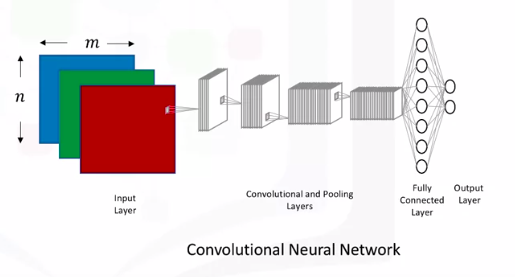 m
n
Input
Layer
Convolutional and Pooling
Layers
Fully
Connected
Layer
Output
Layer
Convolutional Neural Network